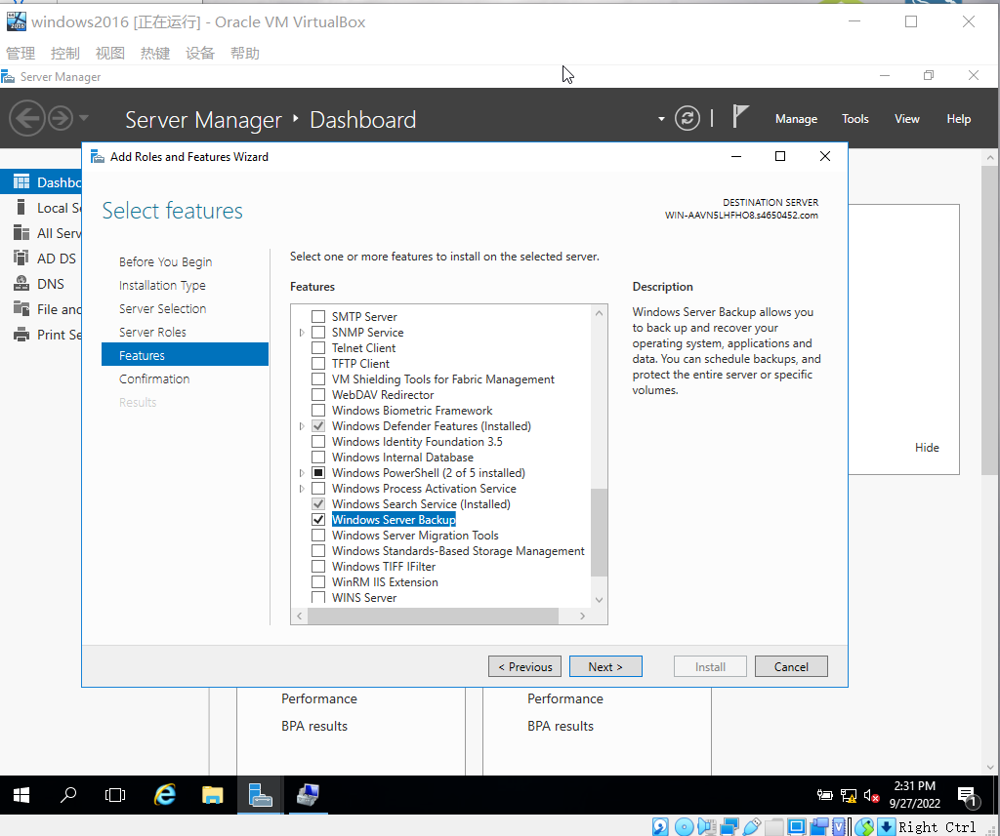 windows2016 [正在运行] - Oracle VM VirtualBox
管理 控制 视图 热键 设备 帮助
Server Manager
Server Manager ‣ Dashboard
Manage Tools View Help
Add Roles and Features Wizard
Dashbo
Local Se
All Serv
AD DS
DNS
File and
Print Se
Select features
DESTINATION SERVER
WIN-AAVN5LHFHO8.s4650452.com
Before You Begin
Installation Type
Server Selection
Server Roles
Features
Confirmation
Results
Select one or more features to install on the selected server.
Features
SMTP Server
SNMP Service
Telnet Client
TFTP Client
VM Shielding Tools for Fabric Management
WebDAV Redirector
Windows Biometric Framework
Windows Defender Features (Installed)
Windows Identity Foundation 3.5
Windows Internal Database
Windows PowerShell (2 of 5 installed)
Windows Process Activation Service
Windows Search Service (Installed)
Windows Server Backup
Windows Server Migration Tools
Windows Standards-Based Storage Management
Windows TIFF IFilter
WinRM IIS Extension
WINS Server
Description
Windows Server Backup allows you
to back up and recover your
operating system, applications and
data. You can schedule backups, and
protect the entire server or specific
volumes.
Hide
< Previous
Next >
Install
Cancel
Performance
BPA results
Performance
BPA results
2:31 PM
9/27/2022
1
Right Ctrl